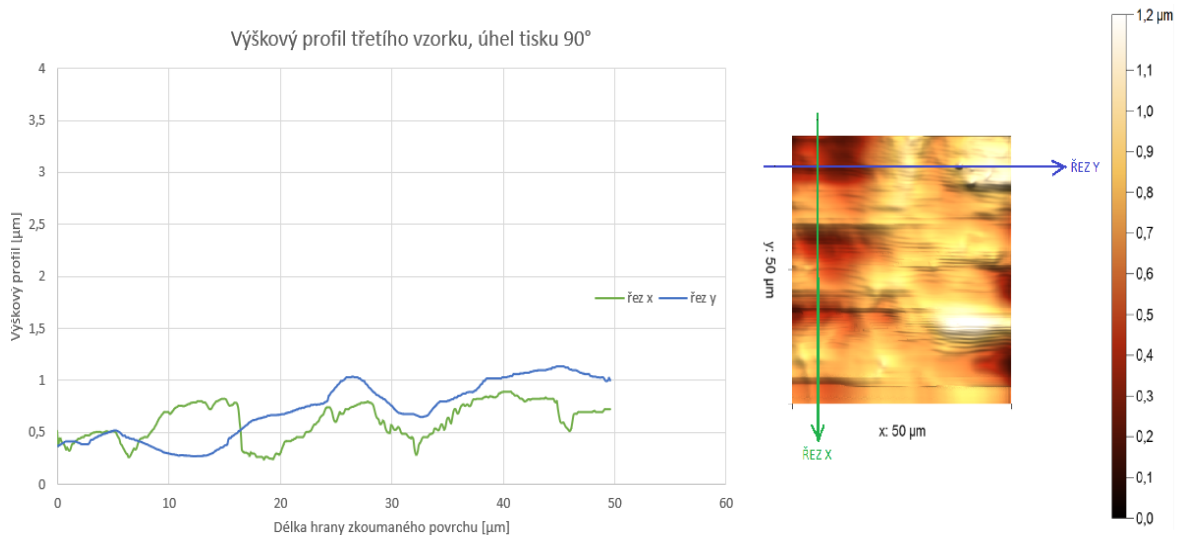 Výškový profil třetího vzorku, úhel tisku 90°
Výškový profil [µm]
4
3,5
3
2,5
2
1,5
1
0,5
0
0
10
20
30
40
50
60
Délka hrany zkoumaného povrchu [µm]
řez x
řez y
ŘEZ Y
y: 50 µm
x: 50 µm
ŘEZ X
1,2 µm
1,1
1,0
0,9
0,8
0,7
0,6
0,5
0,4
0,3
0,2
0,1
0,0